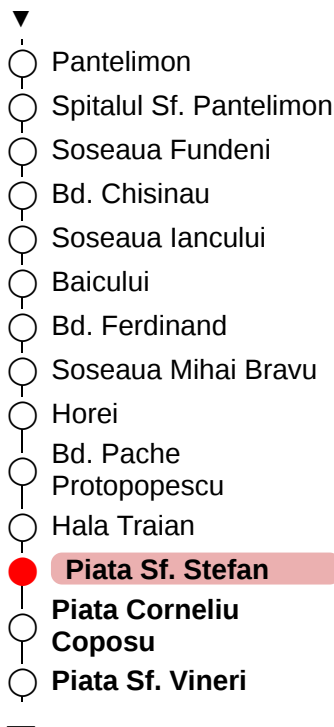 Pantelimon
Spitalul Sf. Pantelimon
Soseaua Fundeni
Bd. Chisinau
Soseaua Iancului
Baicului
Bd. Ferdinand
Soseaua Mihai Bravu
Horei
Bd. Pache
Protopopescu
Hala Traian
Piata Sf. Stefan
Piata Corneliu
Coposu
Piata Sf. Vineri